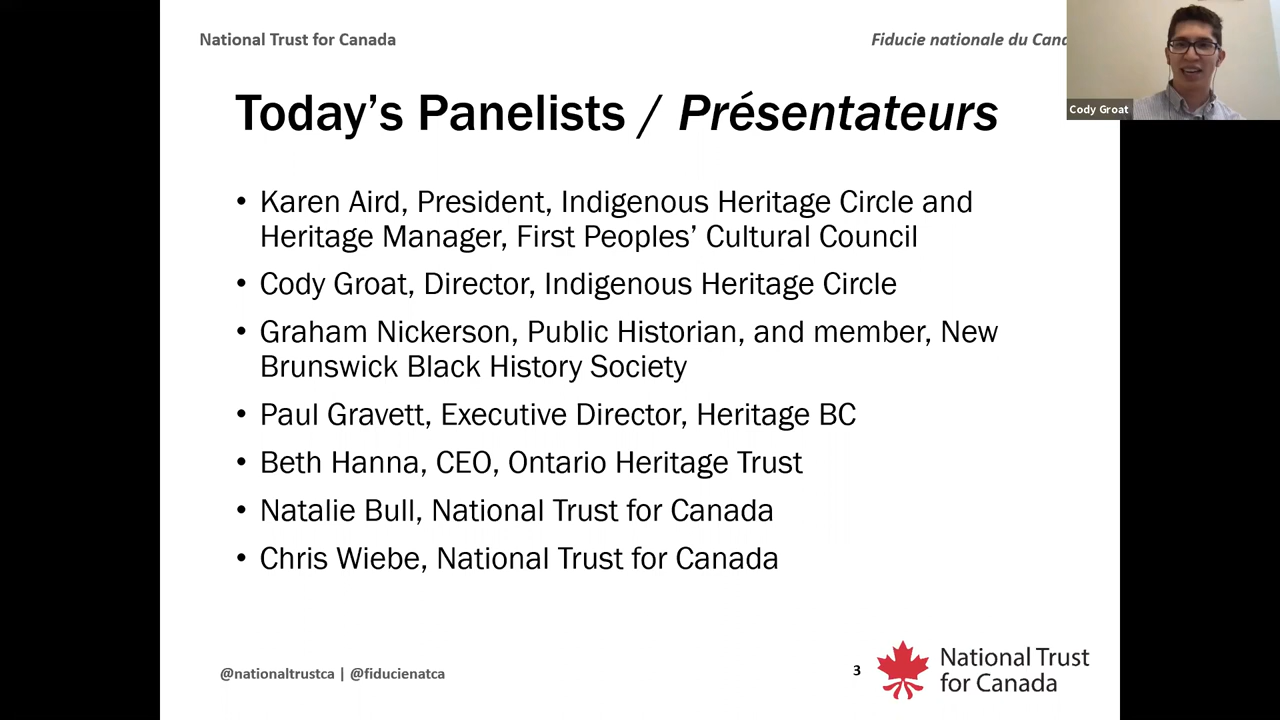 National Trust for Canada
Fiducie nationale du
Cody Groat
Today's Panelists / Présentateurs
• Karen Aird, President, Indigenous Heritage Circle and
Heritage Manager, First Peoples' Cultural Council
• Cody Groat, Director, Indigenous Heritage Circle
• Graham Nickerson, Public Historian, and member, New
Brunswick Black History Society
• Paul Gravett, Executive Director, Heritage BC
• Beth Hanna, CEO, Ontario Heritage Trust
• Natalie Bull, National Trust for Canada
• Chris Wiebe, National Trust for Canada
@nationaltrustca | @fiducienatca
3
National Trust
for Canada